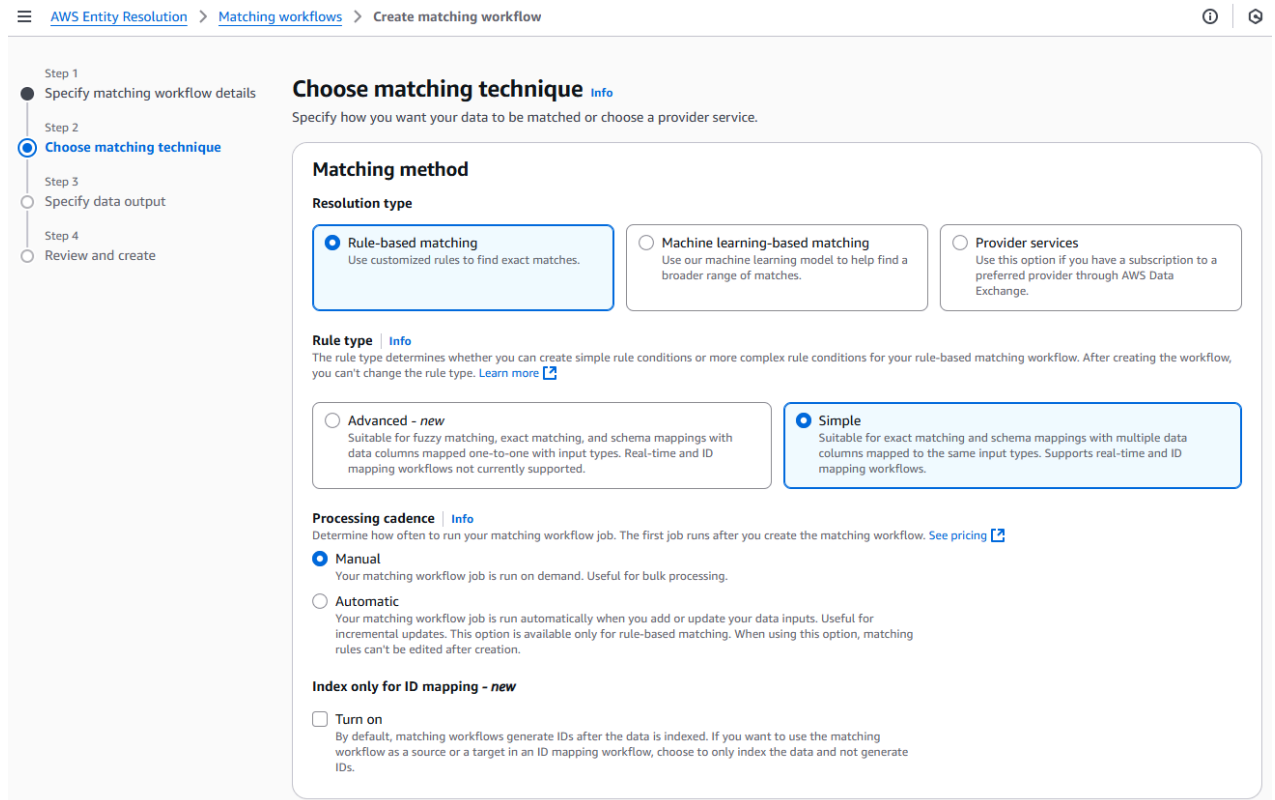 AWS Entity Resolution > Matching workflows > Create matching workflow
Step 1
Specify matching workflow details
Step 2
Choose matching technique
Step 3
Specify data output
Step 4
Review and create
Choose matching technique Info
Specify how you want your data to be matched or choose a provider service.
Matching method
Resolution type
Rule-based matching
Use customized rules to find exact matches.
Machine learning-based matching
Use our machine learning model to help find a
broader range of matches.
Provider services
Use this option if you have a subscription to a
preferred provider through AWS Data
Exchange.
Rule type | Info
The rule type determines whether you can create simple rule conditions or more complex rule conditions for your rule-based matching workflow. After creating the workflow,
you can't change the rule type. Learn more
Advanced - new
Suitable for fuzzy matching, exact matching, and schema mappings with
data columns mapped one-to-one with input types. Real-time and ID
mapping workflows not currently supported.
Simple
Suitable for exact matching and schema mappings with multiple data
columns mapped to the same input types. Supports real-time and ID
mapping workflows.
Processing cadence | Info
Determine how often to run your matching workflow job. The first job runs after you create the matching workflow. See pricing
Manual
Your matching workflow job is run on demand. Useful for bulk processing.
Automatic
Your matching workflow job is run automatically when you add or update your data inputs. Useful for
incremental updates. This option is available only for rule-based matching. When using this option, matching
rules can't be edited after creation.
Index only for ID mapping - new
Turn on
By default, matching workflows generate IDs after the data is indexed. If you want to use the matching
workflow as a source or a target in an ID mapping workflow, choose to only index the data and not generate
IDs.